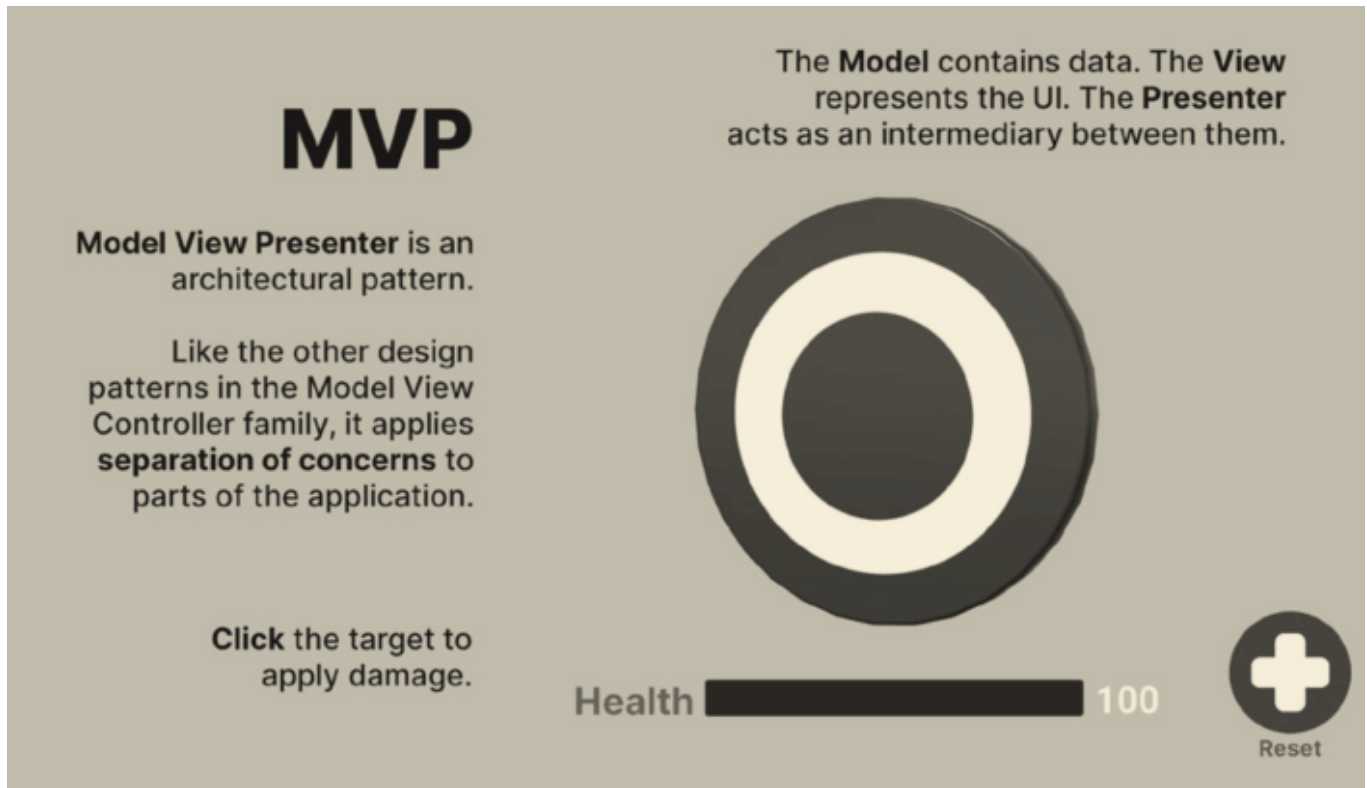 MVP
Model View Presenter is an
architectural pattern.
Like the other design
patterns in the Model View
Controller family, it applies
separation of concerns to
parts of the application.
Click the target to
apply damage.
The Model contains data. The View
represents the UI. The Presenter
acts as an intermediary between them.
Health 100
Reset